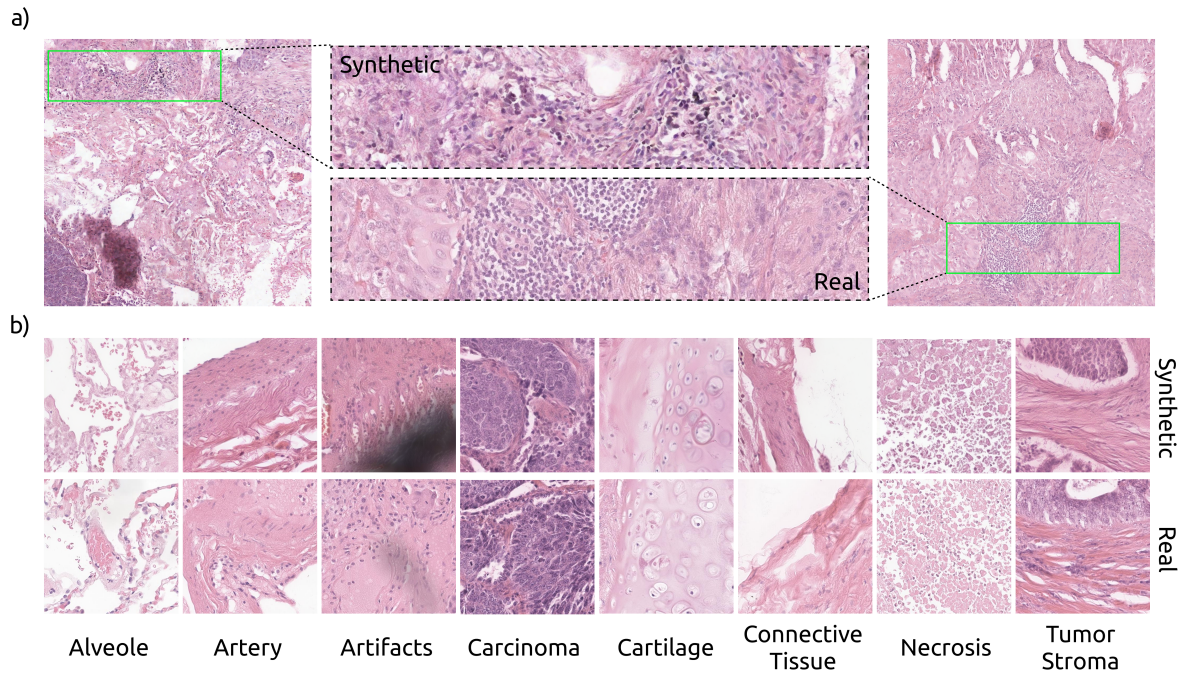 a)
Synthetic
Real
b)
Synthetic
Real
Alveole
Artery
Artifacts
Carcinoma
Cartilage
Connective
Tissue
Necrosis
Tumor
Stroma